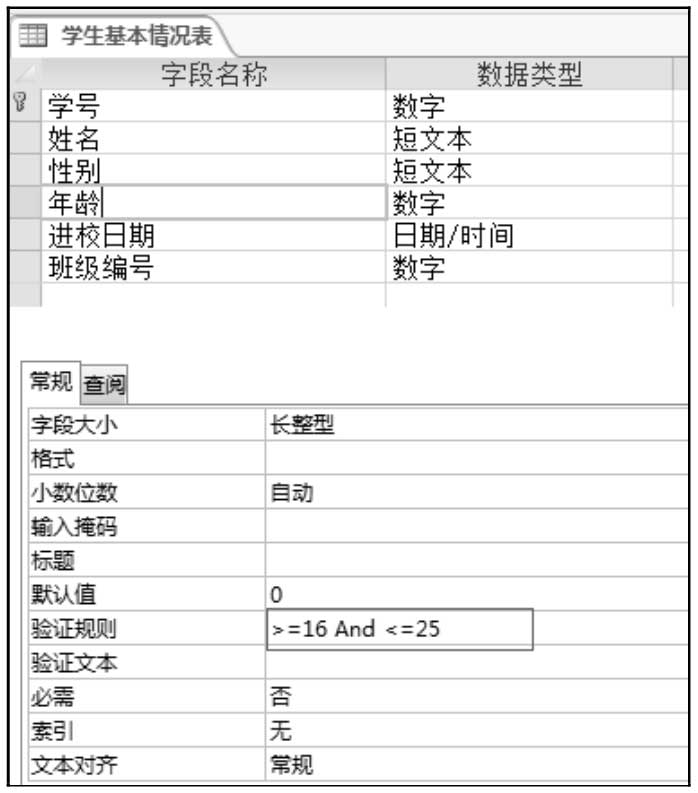 学生基本情况表
字段名称 数据类型
学号 数字
姓名 短文本
性别 短文本
年龄 数字
进校日期 日期/时间
班级编号 数字
常规 查阅
字段大小 长整型
格式
小数位数 自动
输入掩码
标题
默认值 0
验证规则 >=16 And <=25
验证文本
必需 否
索引 无
文本对齐 常规